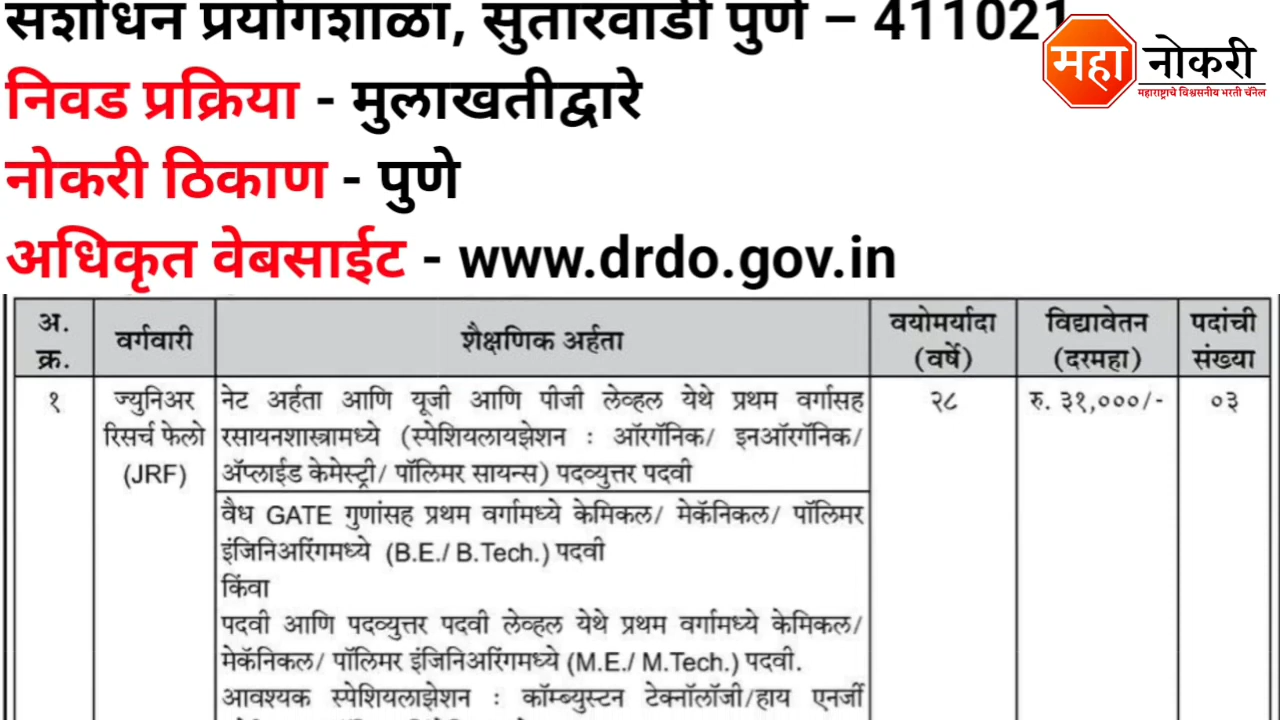 संशोधन प्रयोगशाळा, सुतारवाडी पुणे – 411021
महा नोकरी
महाराष्ट्राचे विश्वसनीय भरती चॅनेल
निवड प्रक्रिया - मुलाखतीद्वारे
नोकरी ठिकाण - पुणे
अधिकृत वेबसाईट - www.drdo.gov.in
अ. क्र. वर्गवारी शैक्षणिक अर्हता वयोमर्यादा (वर्षे) विद्यावेतन (दरमहा) पदांची संख्या
१ ज्युनिअर नेट अर्हता आणि यूजी आणि पीजी लेव्हल येथे प्रथम वर्गासह २८ रु. ३१,०००/- ०३
रिसर्च फेलो रसायनशास्त्रामध्ये (स्पेशियलायझेशन : ऑरगॅनिक/ इनऑरगॅनिक/
(JRF) ॲप्लाईड केमेस्ट्री/ पॉलिमर सायन्स) पदव्युत्तर पदवी
वैध GATE गुणांसह प्रथम वर्गामध्ये केमिकल/ मेकॅनिकल/ पॉलिमर
इंजिनिअरिंगमध्ये (B.E./ B.Tech.) पदवी
किंवा
पदवी आणि पदव्युत्तर पदवी लेव्हल येथे प्रथम वर्गामध्ये केमिकल/
मेकॅनिकल/ पॉलिमर इंजिनिअरिंगमध्ये (M.E./ M.Tech.) पदवी.
आवश्यक स्पेशियलाझेशन : कॉम्ब्युस्टन टेक्नॉलॉजी/हाय एनर्जी